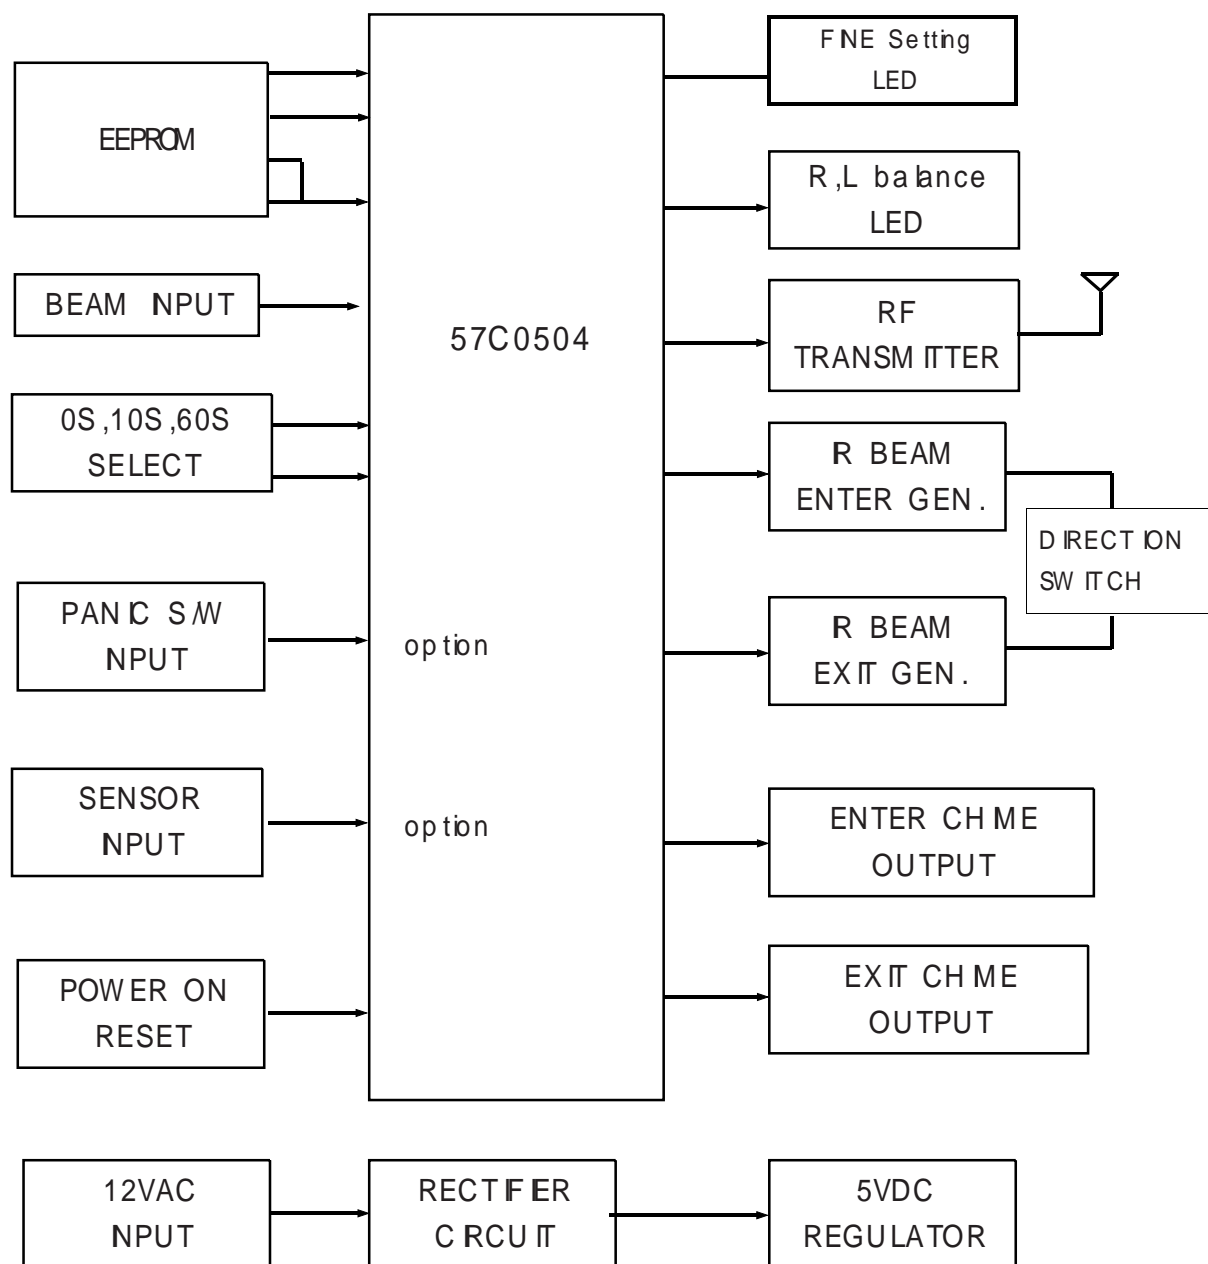 EEPROM
BEAM INPUT
0S,10S,60S
SELECT
PANIC S/W
INPUT
SENSOR
INPUT
POWER ON
RESET
57C0504
option
option
FINE Setting
LED
R,L balance
LED
RF
TRANSMITTER
IR BEAM
ENTER GEN.
DIRECTION
SWITCH
IR BEAM
EXIT GEN.
ENTER CHIME
OUTPUT
EXIT CHIME
OUTPUT
12VAC
INPUT
RECTIFIER
CIRCUIT
5VDC
REGULATOR